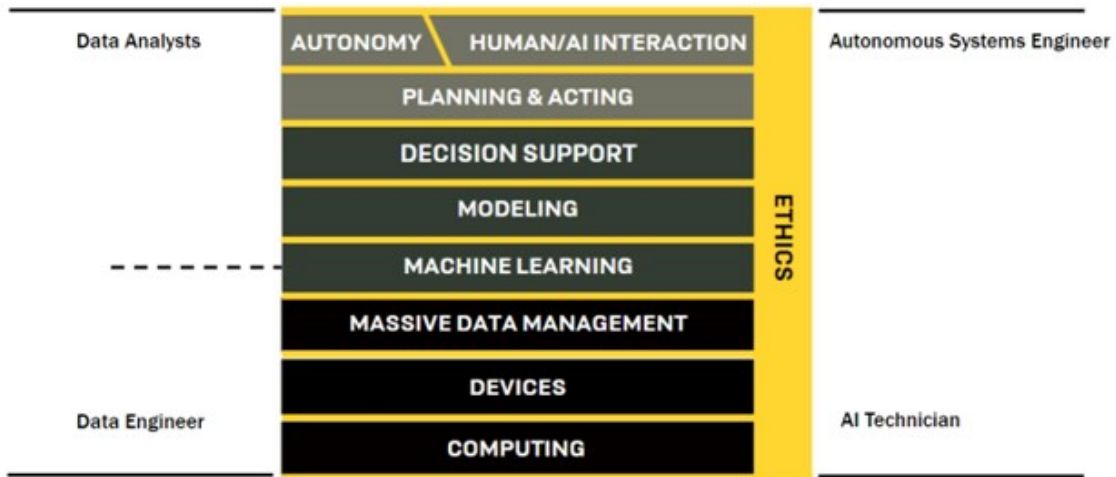 Data Analysts
AUTONOMY
HUMAN/AI INTERACTION
Autonomous Systems Engineer
PLANNING & ACTING
DECISION SUPPORT
MODELING
ETHICS
MACHINE LEARNING
MASSIVE DATA MANAGEMENT
DEVICES
Data Engineer
AI Technician
COMPUTING